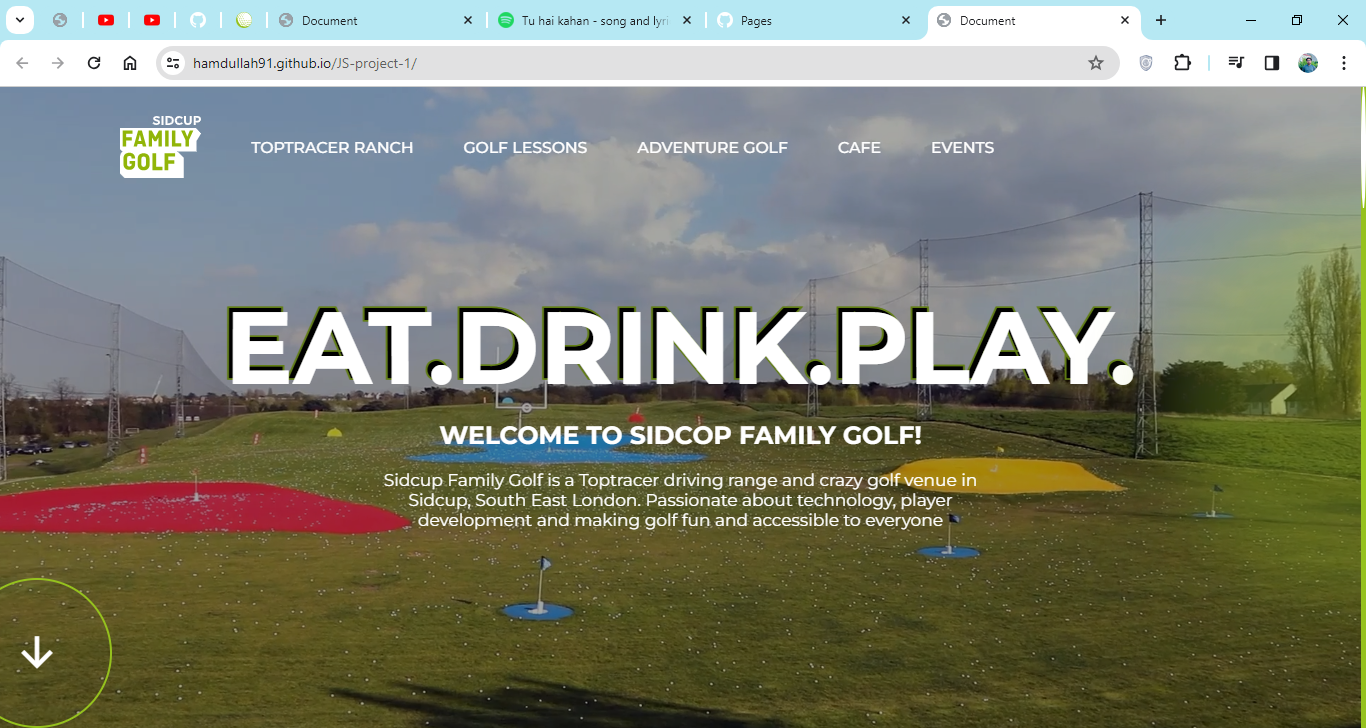 Document
Tu hai kahan - song and lyri
Pages
Document
hamdullah91.github.io/JS-project-1/
SIDCUP
FAMILY
GOLF
TOPTRACER RANCH
GOLF LESSONS
ADVENTURE GOLF
CAFE
EVENTS
EAT.DRINK.PLAY.
WELCOME TO SIDCOP FAMILY GOLF!
Sidcup Family Golf is a Toptracer driving range and crazy golf venue in
Sidcup, South East London. Passionate about technology, player
development and making golf fun and accessible to everyone